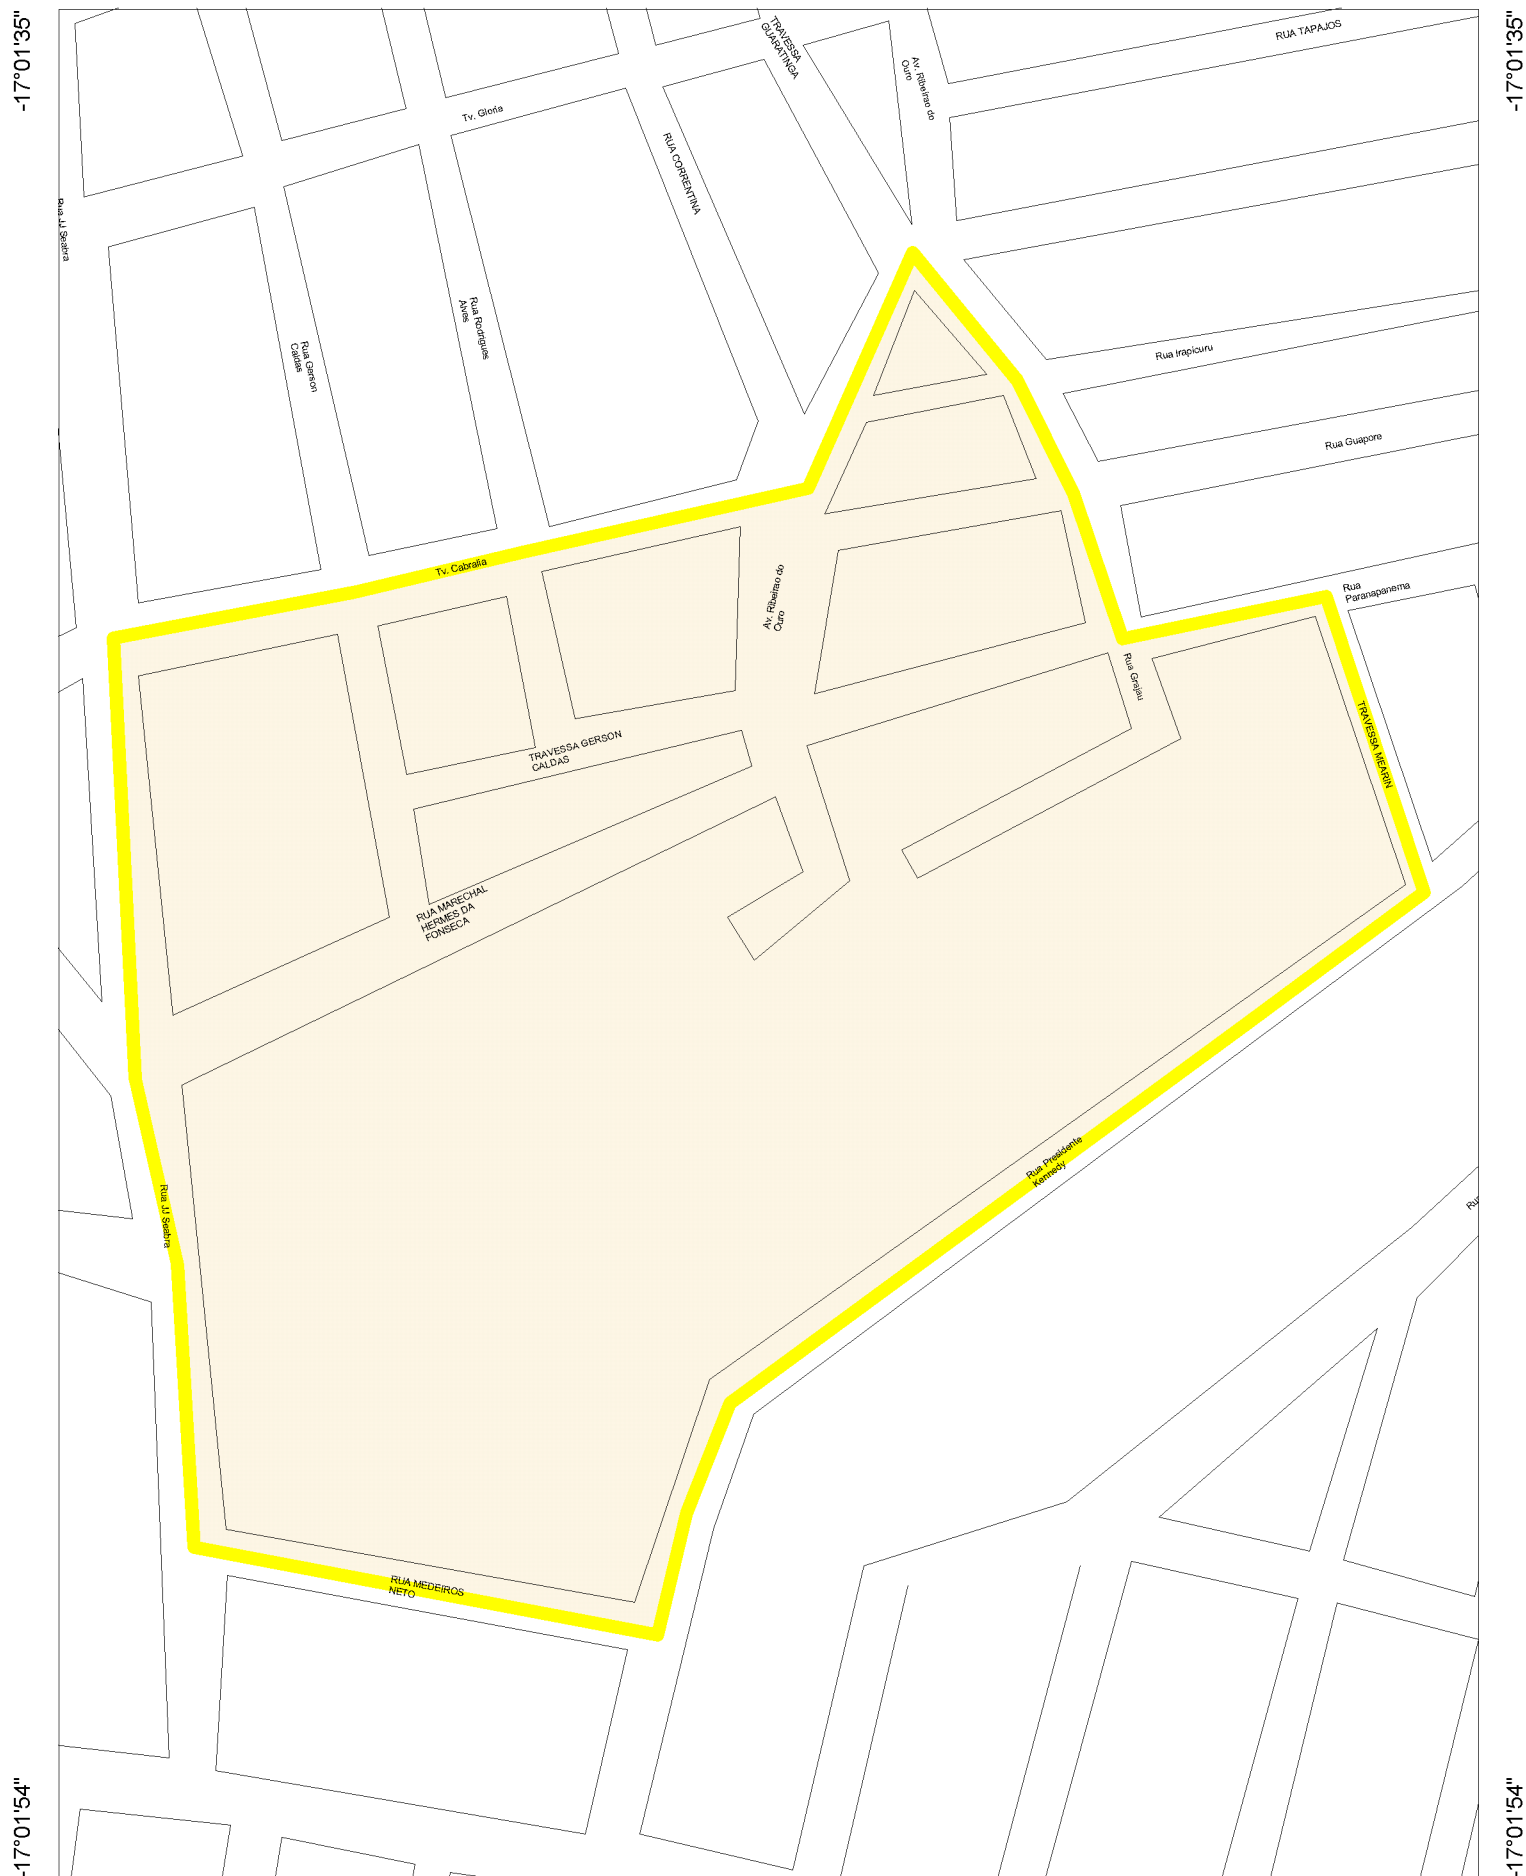 -17°01'35"
-17°01'35"
TRAVESSA
GUARATINGA
RUA TAPAJOS
Av. Ribeirao do
Ouro
Tv. Gloria
RUA CORRENTINA
Rua JJ Seabra
Rua Rodrigues
Alves
Rua Gerson
Caldas
Rua Irapicuru
Rua Guapore
Tv. Cabralia
Av. Ribeirao do
Ouro
Rua
Paranapanema
Rua Grajau
TRAVESSA MEARIN
TRAVESSA GERSON
CALDAS
RUA MARECHAL
HERMES DA
FONSECA
Rua Presidente
Kennedy
Rua JJ Seabra
RUA MEDEIROS
NETO
-17°01'54"
-17°01'54"